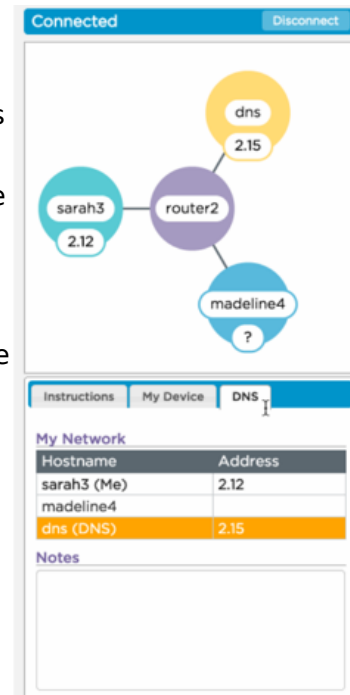 Connected Disconnect
dns
2.15
sarah3 router2
2.12
madeline4
?
s
e
e
Instructions My Device DNS
My Network
Hostname Address
sarah3 (Me) 2.12
madeline4
dns (DNS) 2.15
Notes